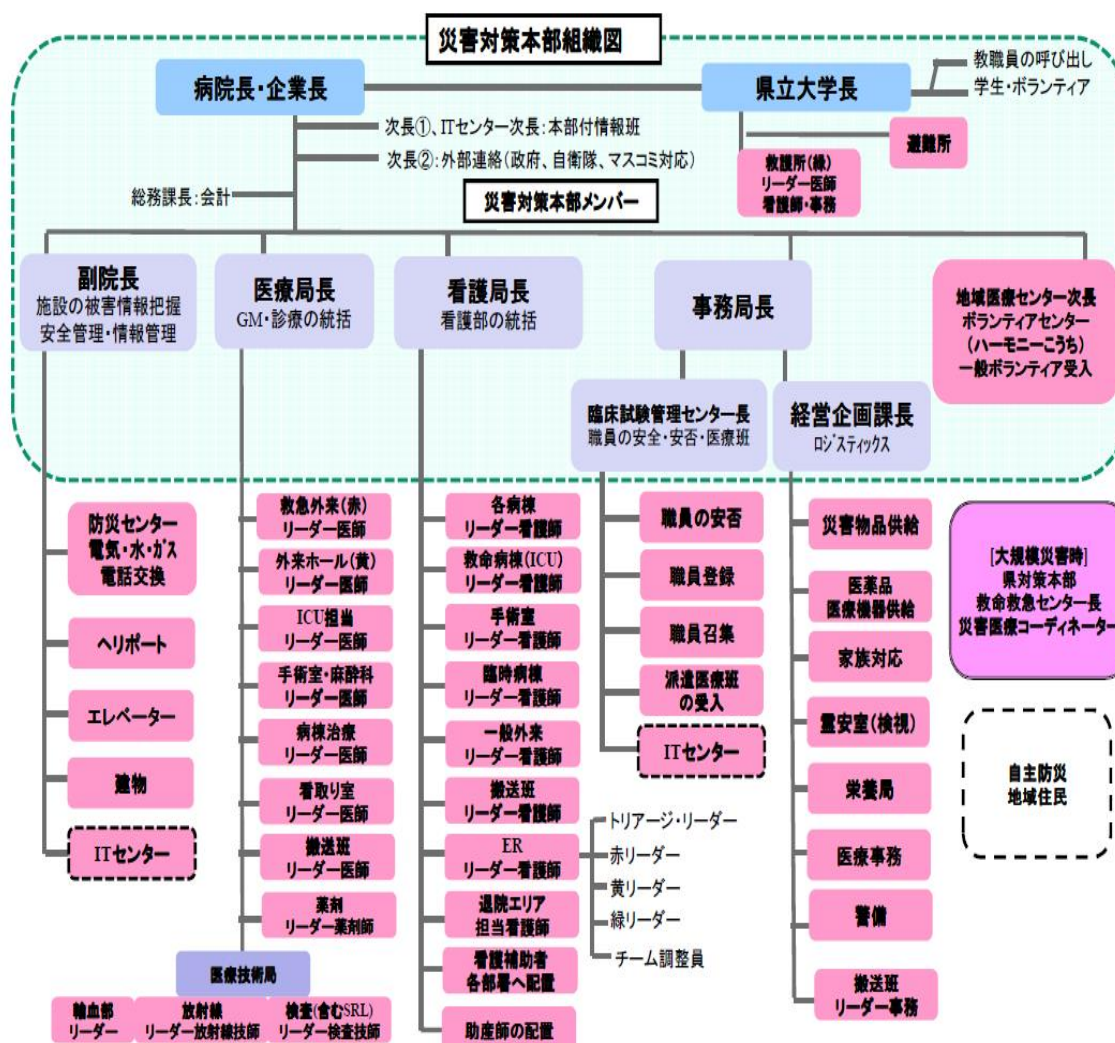 災害対策本部組織図
病院長・企業長
県立大学長
教職員の呼び出し
学生・ボランティア
次長①、ITセンター次長：本部付情報班
次長②：外部連絡（政府、自衛隊、マスコミ対応）
総務課長：会計
避難所
救護所（緑）
リーダー医師
看護師・事務
災害対策本部メンバー
副院長
施設の被害情報把握
安全管理・情報管理
医療局長
GM・診療の統括
看護局長
看護部の統括
事務局長
地域医療センター次長
ボランティアセンター
（ハーモニーこうち）
一般ボランティア受入
臨床試験管理センター長
職員の安全・安否・医療班
経営企画課長
ロジスティックス
防災センター
電気・水・ガス
電話交換
ヘリポート
エレベーター
建物
ITセンター
救急外来（赤）
リーダー医師
外来ホール（黄）
リーダー医師
ICU担当
リーダー医師
手術室・麻酔科
リーダー医師
病棟治療
リーダー医師
看取り室
リーダー医師
搬送班
リーダー医師
薬剤
リーダー薬剤師
医療技術局
輸血部
リーダー
放射線
リーダー放射線技師
検査（含むSRL）
リーダー検査技師
各病棟
リーダー看護師
救命病棟（ICU）
リーダー看護師
手術室
リーダー看護師
臨時病棟
リーダー看護師
一般外来
リーダー看護師
搬送班
リーダー看護師
ER
リーダー看護師
退院エリア
担当看護師
看護補助者
各部署へ配置
助産師の配置
トリアージ・リーダー
赤リーダー
黄リーダー
緑リーダー
チーム調整員
職員の安否
職員登録
職員召集
派遣医療班
の受入
ITセンター
災害物品供給
医薬品
医療機器供給
家族対応
霊安室（検視）
栄養局
医療事務
警備
搬送班
リーダー事務
［大規模災害時］
県対策本部
救命救急センター長
災害医療コーディネーター
自主防災
地域住民